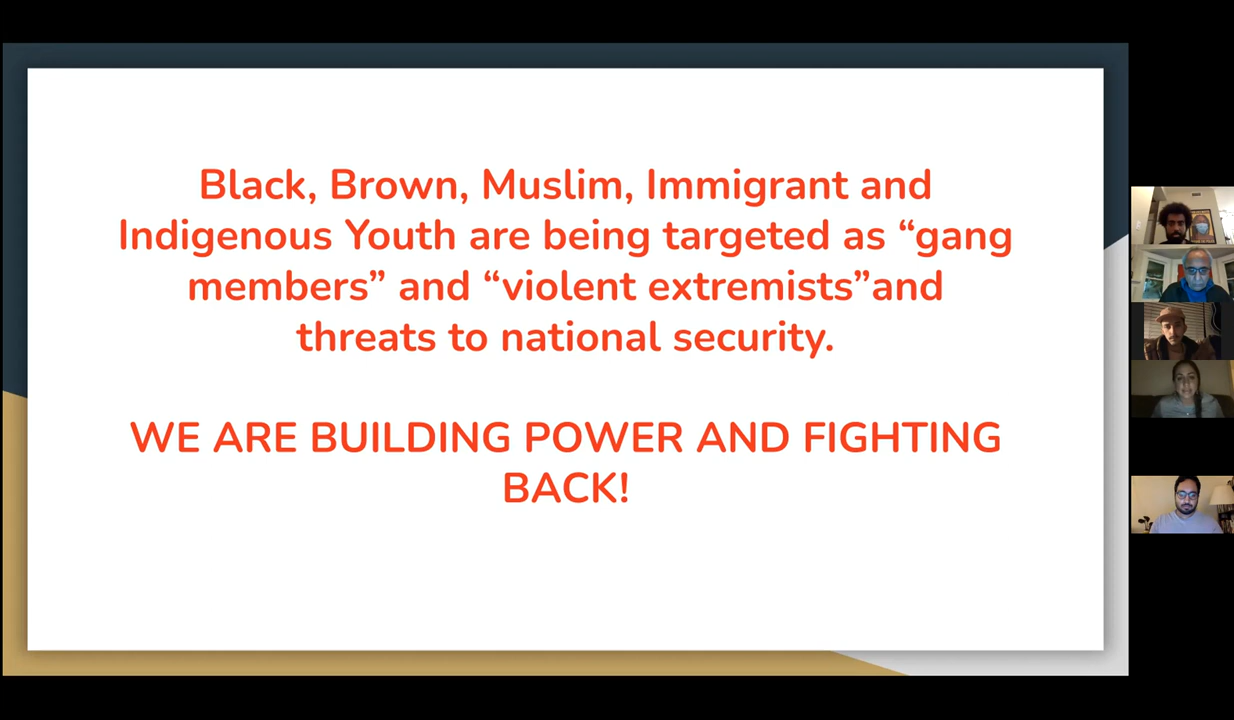 Black, Brown, Muslim, Immigrant and
Indigenous Youth are being targeted as “gang
members” and “violent extremists”and
threats to national security.
WE ARE BUILDING POWER AND FIGHTING
BACK!